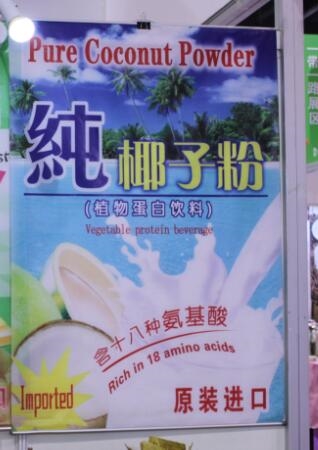 Pure Coconut Powder
純椰子粉
(植物蛋白饮料)
Vegetable protein beverage
含十八种氨基酸
Rich in 18 amino acids
Imported
原装进口